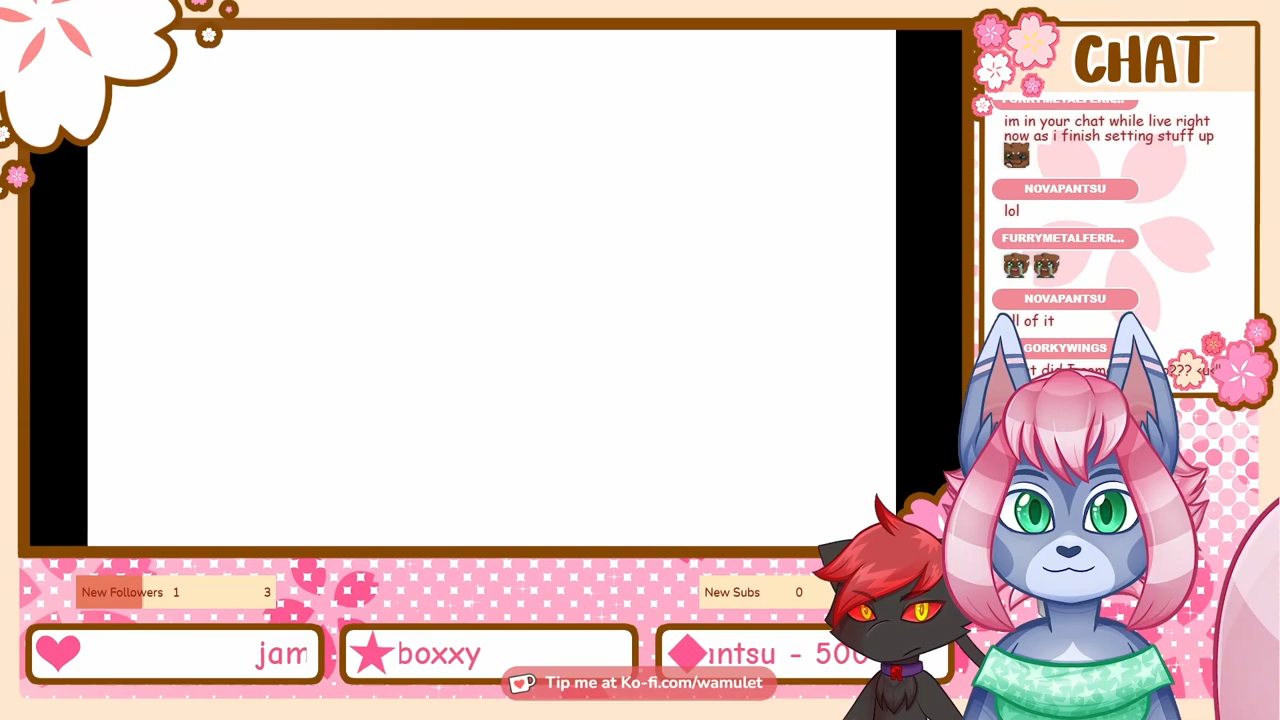 CHAT
im in your chat while live right
now as i finish setting stuff up
NOVAPANTSU
lol
FURRYMETALFERR...
NOVAPANTSU
of it
GORKYWINGS
did I
New Followers 1 3
New Subs 0
jam
boxxy
ntsu - 500
Tip me at Ko-fi.com/wamulet